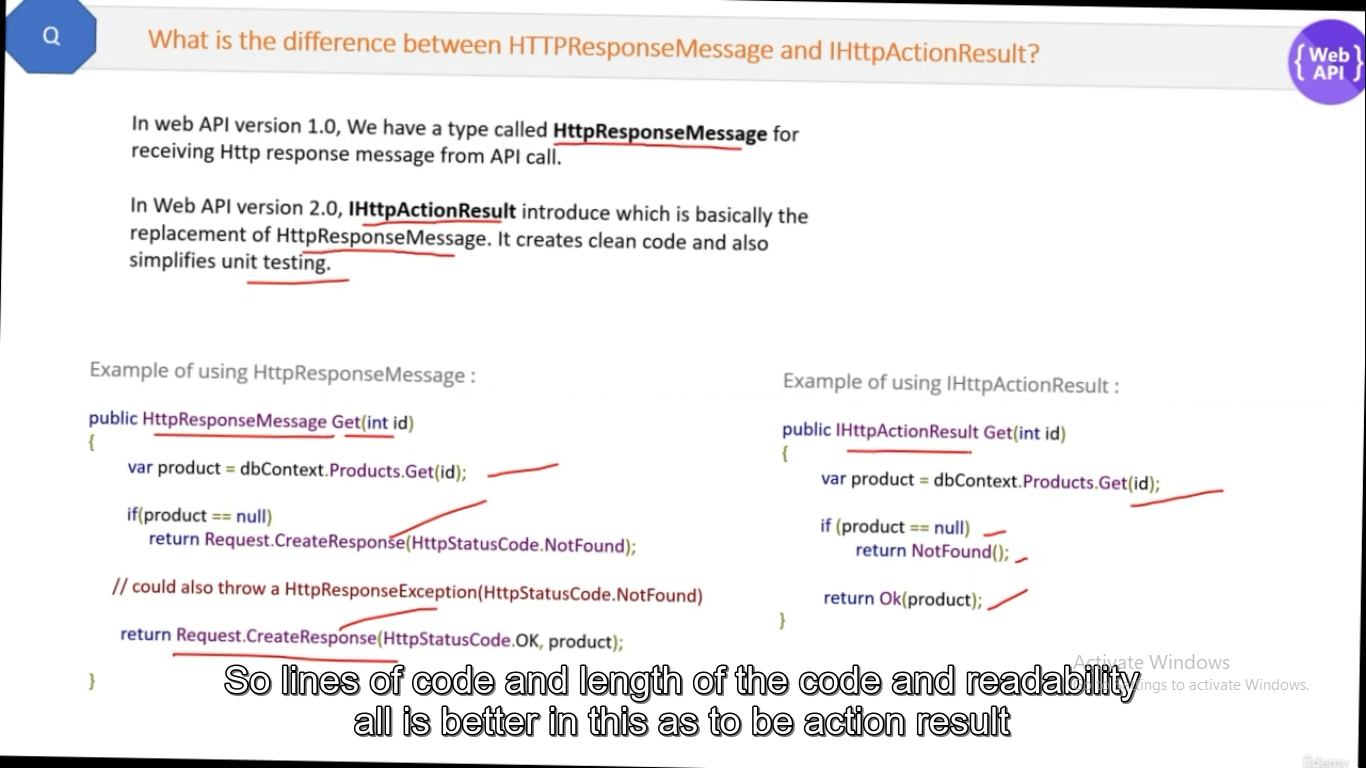 Q
What is the difference between HTTPResponseMessage and IHttpActionResult?
{Web
API}
In web API version 1.0, We have a type called HttpResponseMessage for
receiving Http response message from API call.
In Web API version 2.0, IHttpActionResult introduce which is basically the
replacement of HttpResponseMessage. It creates clean code and also
simplifies unit testing.
Example of using HttpResponseMessage :
public HttpResponseMessage Get(int id)
{
var product = dbContext.Products.Get(id);
if(product == null)
return Request.CreateResponse(HttpStatusCode.NotFound);
// could also throw a HttpResponseException(HttpStatusCode.NotFound)
return Request.CreateResponse(HttpStatusCode.OK, product);
}
Example of using IHttpActionResult :
public IHttpActionResult Get(int id)
{
var product = dbContext.Products.Get(id);
if (product == null)
return NotFound();
return Ok(product);
}
Activate Windows
to activate Windows.
So lines of code and length of the code and readability
all is better in this as to be action result
ûdemy